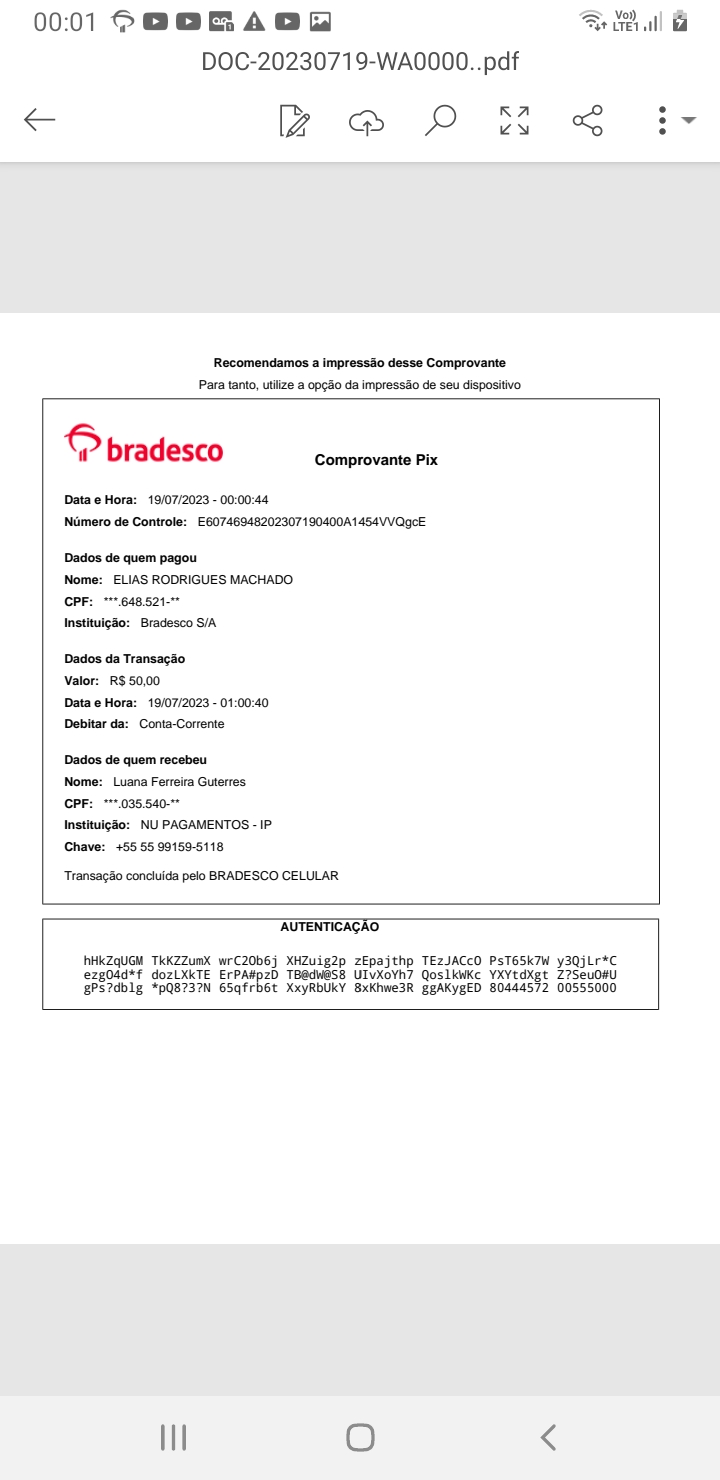 00:01
Vo))
LTE1
DOC-20230719-WA0000..pdf
Recomendamos a impressão desse Comprovante
Para tanto, utilize a opção da impressão de seu dispositivo
bradesco
Comprovante Pix
Data e Hora: 19/07/2023 - 00:00:44
Número de Controle: E60746948202307190400A1454VVQgcE
Dados de quem pagou
Nome: ELIAS RODRIGUES MACHADO
CPF: ***.648.521-**
Instituição: Bradesco S/A
Dados da Transação
Valor: R$ 50,00
Data e Hora: 19/07/2023 - 01:00:40
Debitar da: Conta-Corrente
Dados de quem recebeu
Nome: Luana Ferreira Guterres
CPF: ***.035.540-**
Instituição: NU PAGAMENTOS - IP
Chave: +55 55 99159-5118
Transação concluída pelo BRADESCO CELULAR
AUTENTICAÇÃO
hHkZqUGM TkKZZumX wrC2Ob6j XHZuig2p zEpajthp TEzJACcO PsT65k7W y3QjLr*C
ezgO4d*f dozLXkTE ErPA#pzD TB@dW@S8 UIvXoYh7 QoslkWKc YXYtdXgt Z?SeuO#U
gPs?dblg *pQ8?3?N 65qfrb6t XxyRbUkY 8xKhwe3R ggAKygED 80444572 00555000